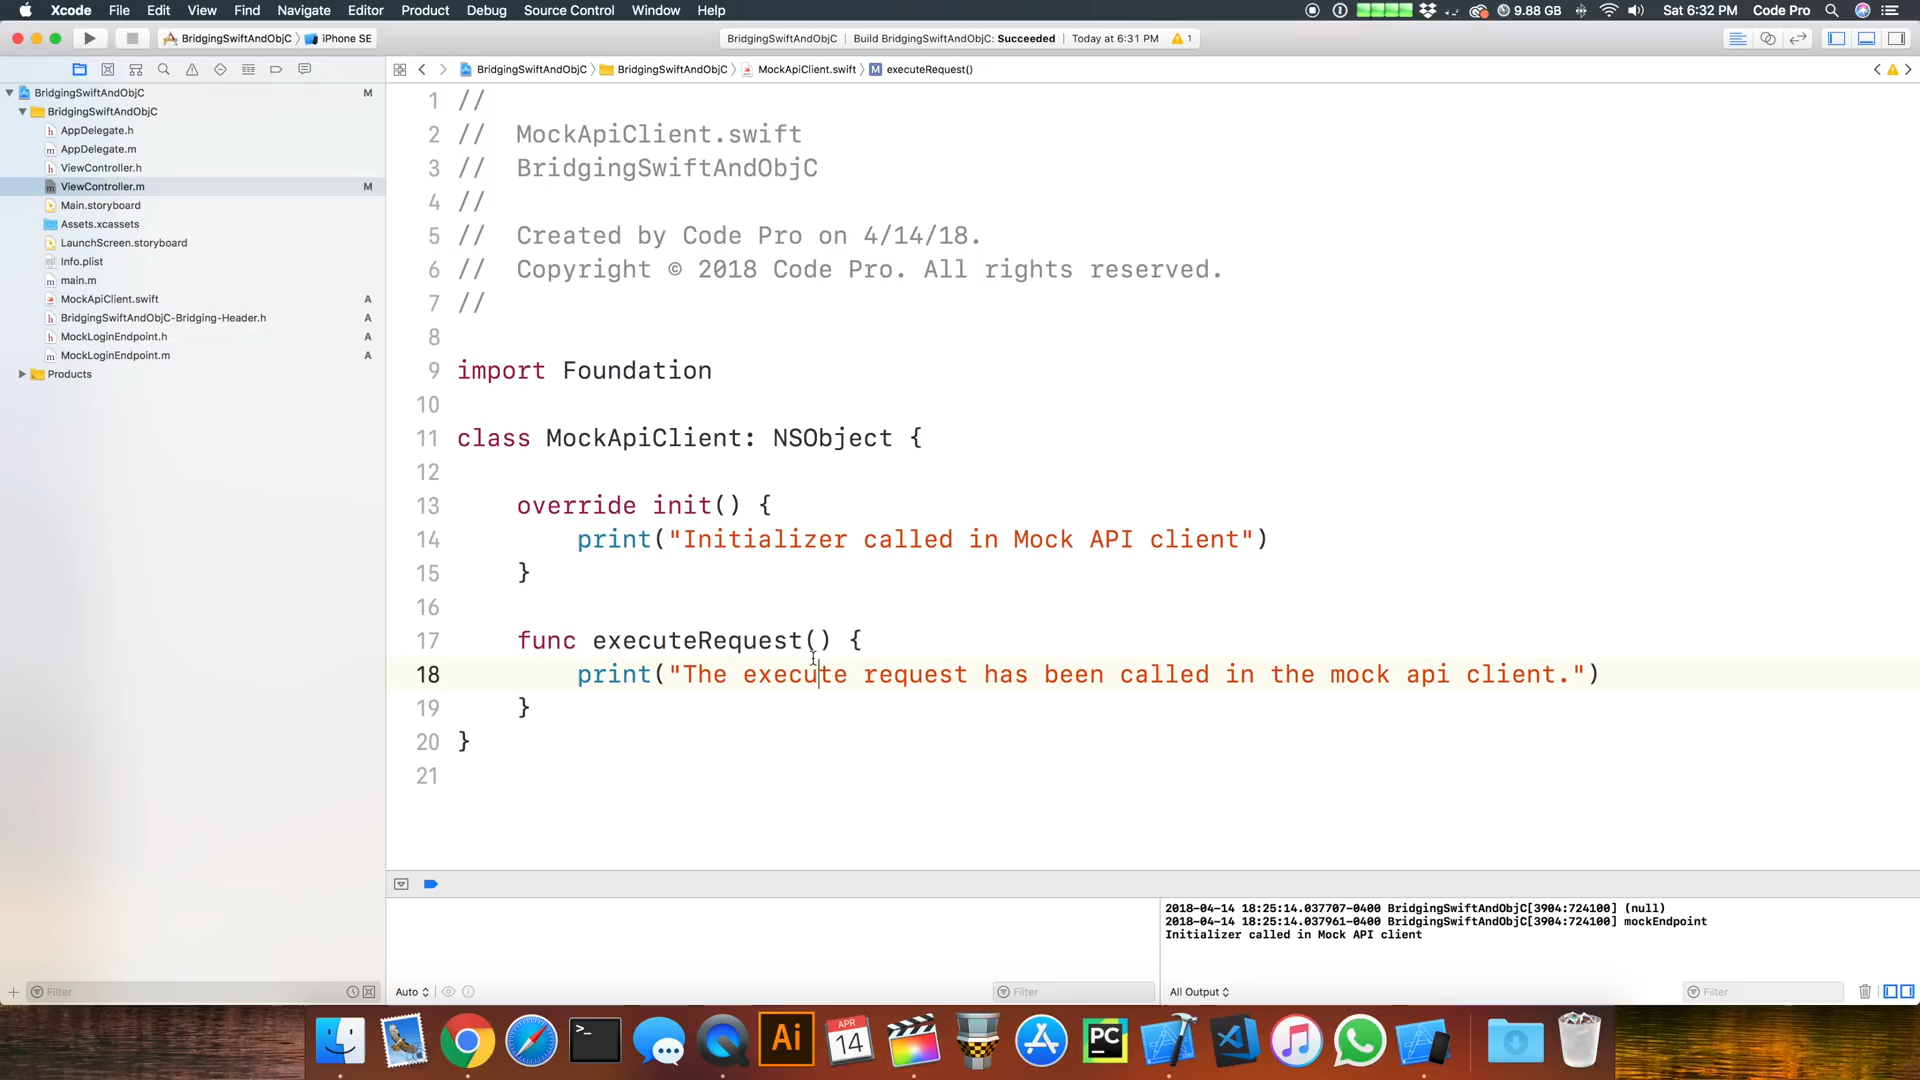 Xcode File Edit View Find Navigate Editor Product Debug Source Control Window Help
9.88 GB Sat 6:32 PM Code Pro
BridgingSwiftAndObjC iPhone SE
BridgingSwiftAndObjC Build BridgingSwiftAndObjC: Succeeded Today at 6:31 PM 1
BridgingSwiftAndObjC BridgingSwiftAndObjC MockApiClient.swift M executeRequest()
BridgingSwiftAndObjC M
BridgingSwiftAndObjC
h AppDelegate.h
m AppDelegate.m
h ViewController.h
m ViewController.m M
Main.storyboard
Assets.xcassets
LaunchScreen.storyboard
Info.plist
m main.m
MockApiClient.swift A
h BridgingSwiftAndObjC-Bridging-Header.h A
h MockLoginEndpoint.h A
m MockLoginEndpoint.m A
Products
Filter
1 //
2 //  MockApiClient.swift
3 //  BridgingSwiftAndObjC
4 //
5 //  Created by Code Pro on 4/14/18.
6 //  Copyright © 2018 Code Pro. All rights reserved.
7 //
8
9 import Foundation
10
11 class MockApiClient: NSObject {
12
13     override init() {
14         print("Initializer called in Mock API client")
15     }
16
17     func executeRequest() {
18         print("The execute request has been called in the mock api client.")
19     }
20 }
21
Auto
Filter
2018-04-14 18:25:14.037707-0400 BridgingSwiftAndObjC[3904:724100] (null)
2018-04-14 18:25:14.037961-0400 BridgingSwiftAndObjC[3904:724100] mockEndpoint
Initializer called in Mock API client
All Output
Filter
>_
Ai
APR
14
PC